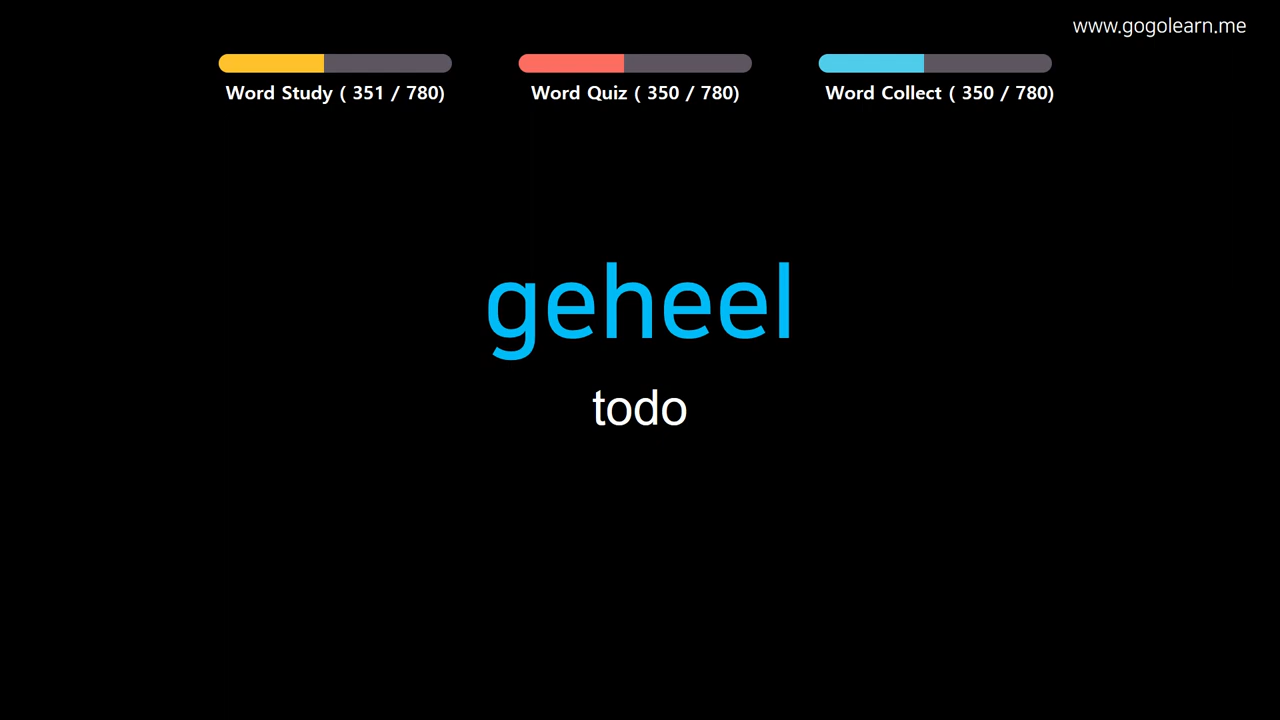 www.gogolearn.me
Word Study ( 351 / 780)
Word Quiz ( 350 / 780)
Word Collect ( 350 / 780)
geheel
todo